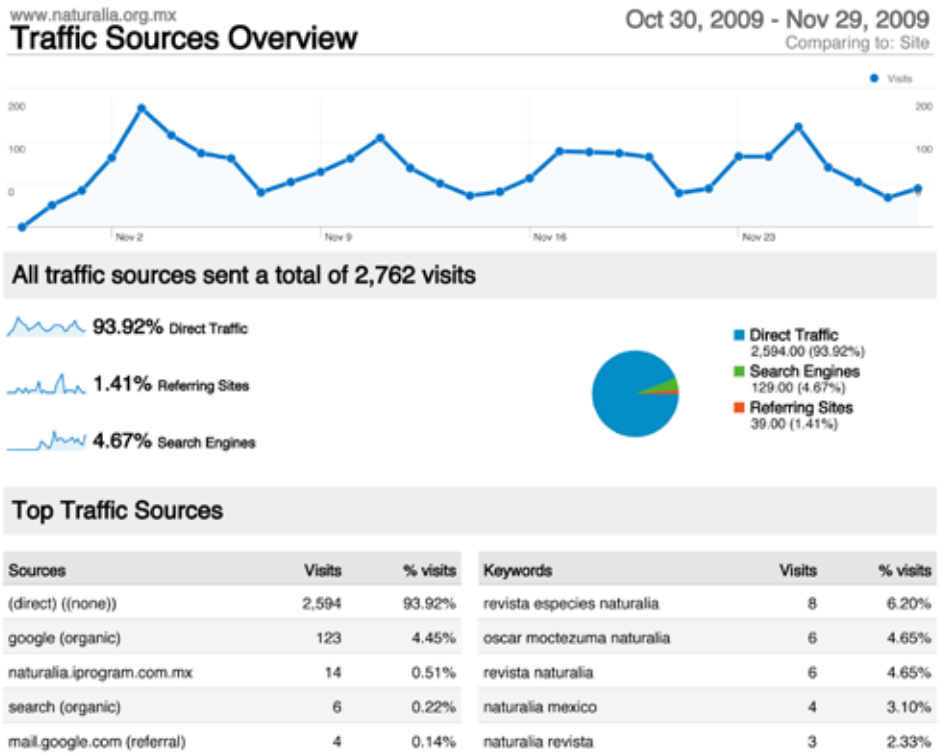 www.naturalia.org.mx
Traffic Sources Overview
Oct 30, 2009 - Nov 29, 2009
Comparing to: Site
Visits
200 200
100 100
0 0
Nov 2 Nov 9 Nov 16 Nov 23
All traffic sources sent a total of 2,762 visits
93.92% Direct Traffic
1.41% Referring Sites
4.67% Search Engines
Direct Traffic
2,594.00 (93.92%)
Search Engines
129.00 (4.67%)
Referring Sites
39.00 (1.41%)
Top Traffic Sources
Sources Visits % visits
(direct) ((none)) 2,594 93.92%
google (organic) 123 4.45%
naturalia.iprogram.com.mx 14 0.51%
search (organic) 6 0.22%
mail.google.com (referral) 4 0.14%
Keywords Visits % visits
revista especies naturalia 8 6.20%
oscar moctezuma naturalia 6 4.65%
revista naturalia 6 4.65%
naturalia mexico 4 3.10%
naturalia revista 3 2.33%